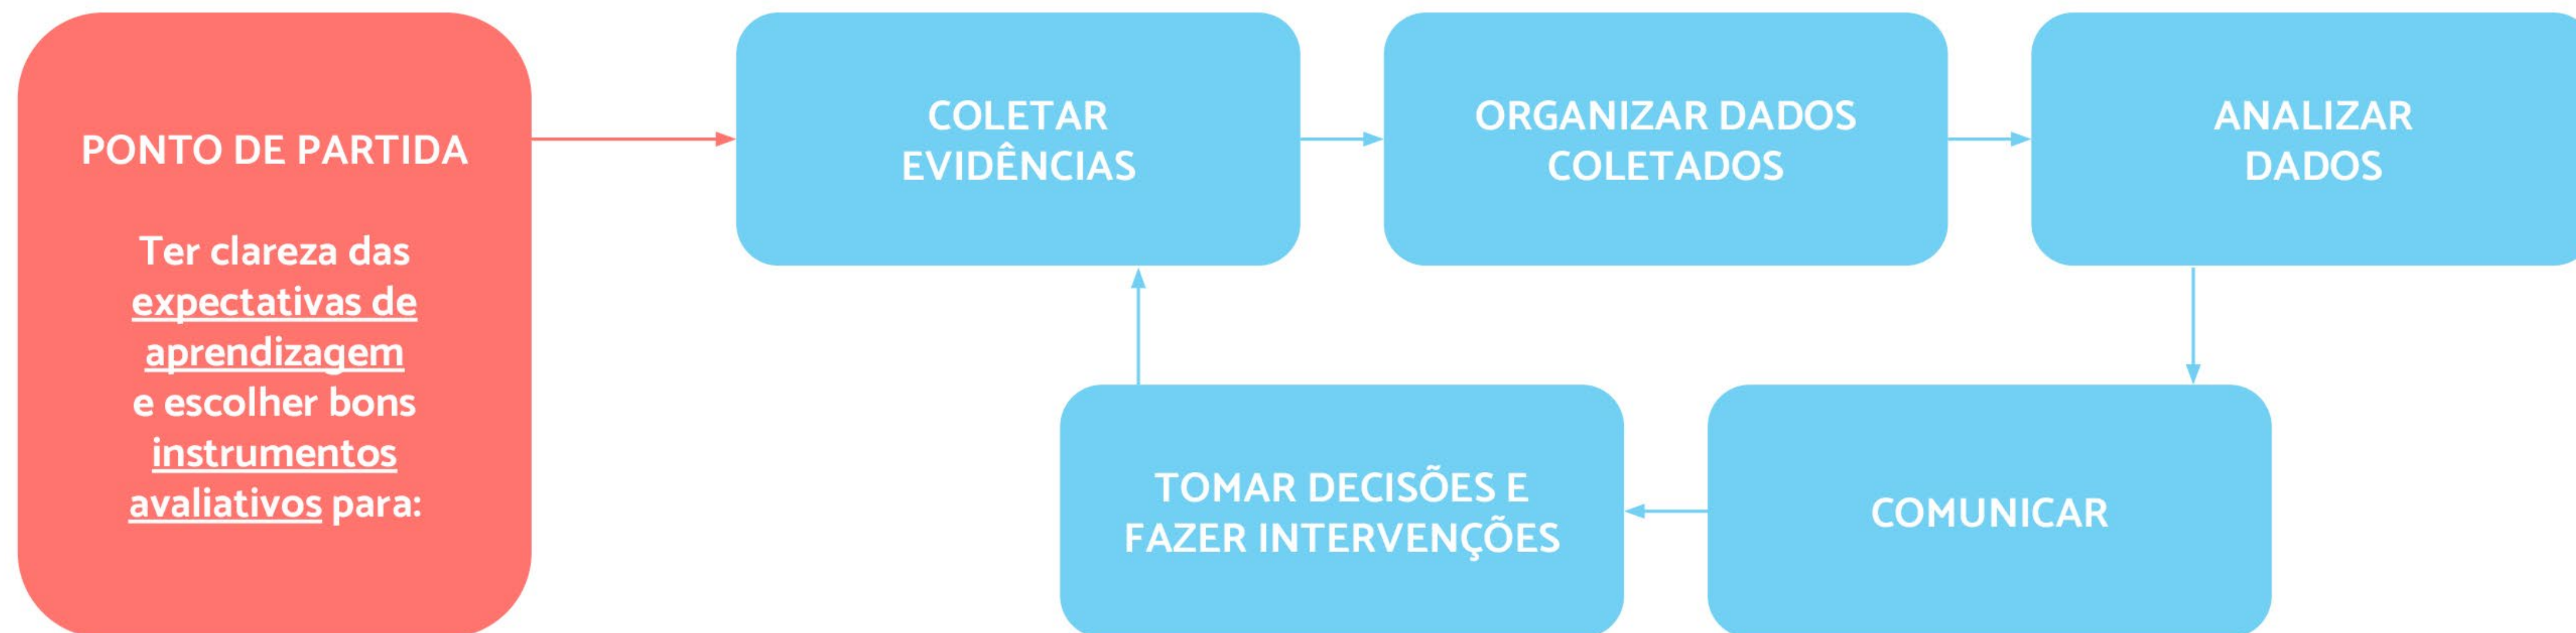 PONTO DE PARTIDA
Ter clareza das
expectativas de
aprendizagem
e escolher bons
instrumentos
avaliativos para:
COLETAR
EVIDÊNCIAS
ORGANIZAR DADOS
COLETADOS
ANALIZAR
DADOS
COMUNICAR
TOMAR DECISÕES E
FAZER INTERVENÇÕES